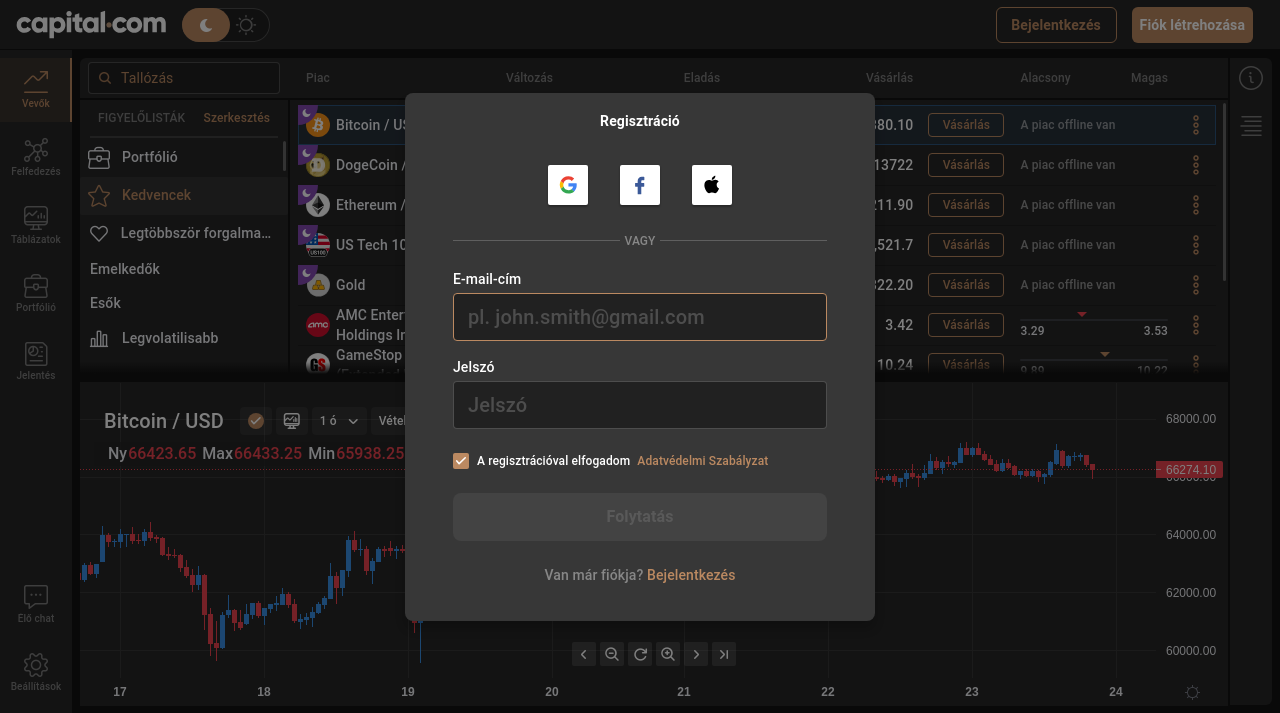 capital.com
Bejelentkezés
Fiók létrehozása
Tallózás
Piac
Változás
Eladás
Vásárlás
Alacsony
Magas
Vevők
Felfedezés
Táblázatok
Portfólió
Jelentés
Élő chat
Beállítások
FIGYELŐLISTÁK
Szerkesztés
Portfólió
Kedvencek
Legtöbbször forgalma...
Emelkedők
Esők
Legvolatilisabb
Bitcoin /
80.10
Vásárlás
A piac offline van
DogeCoin /
13722
Vásárlás
A piac offline van
Ethereum /
211.90
Vásárlás
A piac offline van
US Tech 10
,521.7
Vásárlás
A piac offline van
Gold
322.20
Vásárlás
A piac offline van
AMC Enter
Holdings In
3.42
Vásárlás
3.29
3.53
GameStop
10.24
Vásárlás
9.89
10.22
Regisztráció
VAGY
E-mail-cím
pl. john.smith@gmail.com
Jelszó
Jelszó
A regisztrációval elfogadom Adatvédelmi Szabályzat
Folytatás
Van már fiókja? Bejelentkezés
Bitcoin / USD
1 ó
Vétel
Ny66423.65 Max66433.25 Min65938.25
68000.00
66274.10
66000.00
64000.00
62000.00
60000.00
17
18
19
20
21
22
23
24